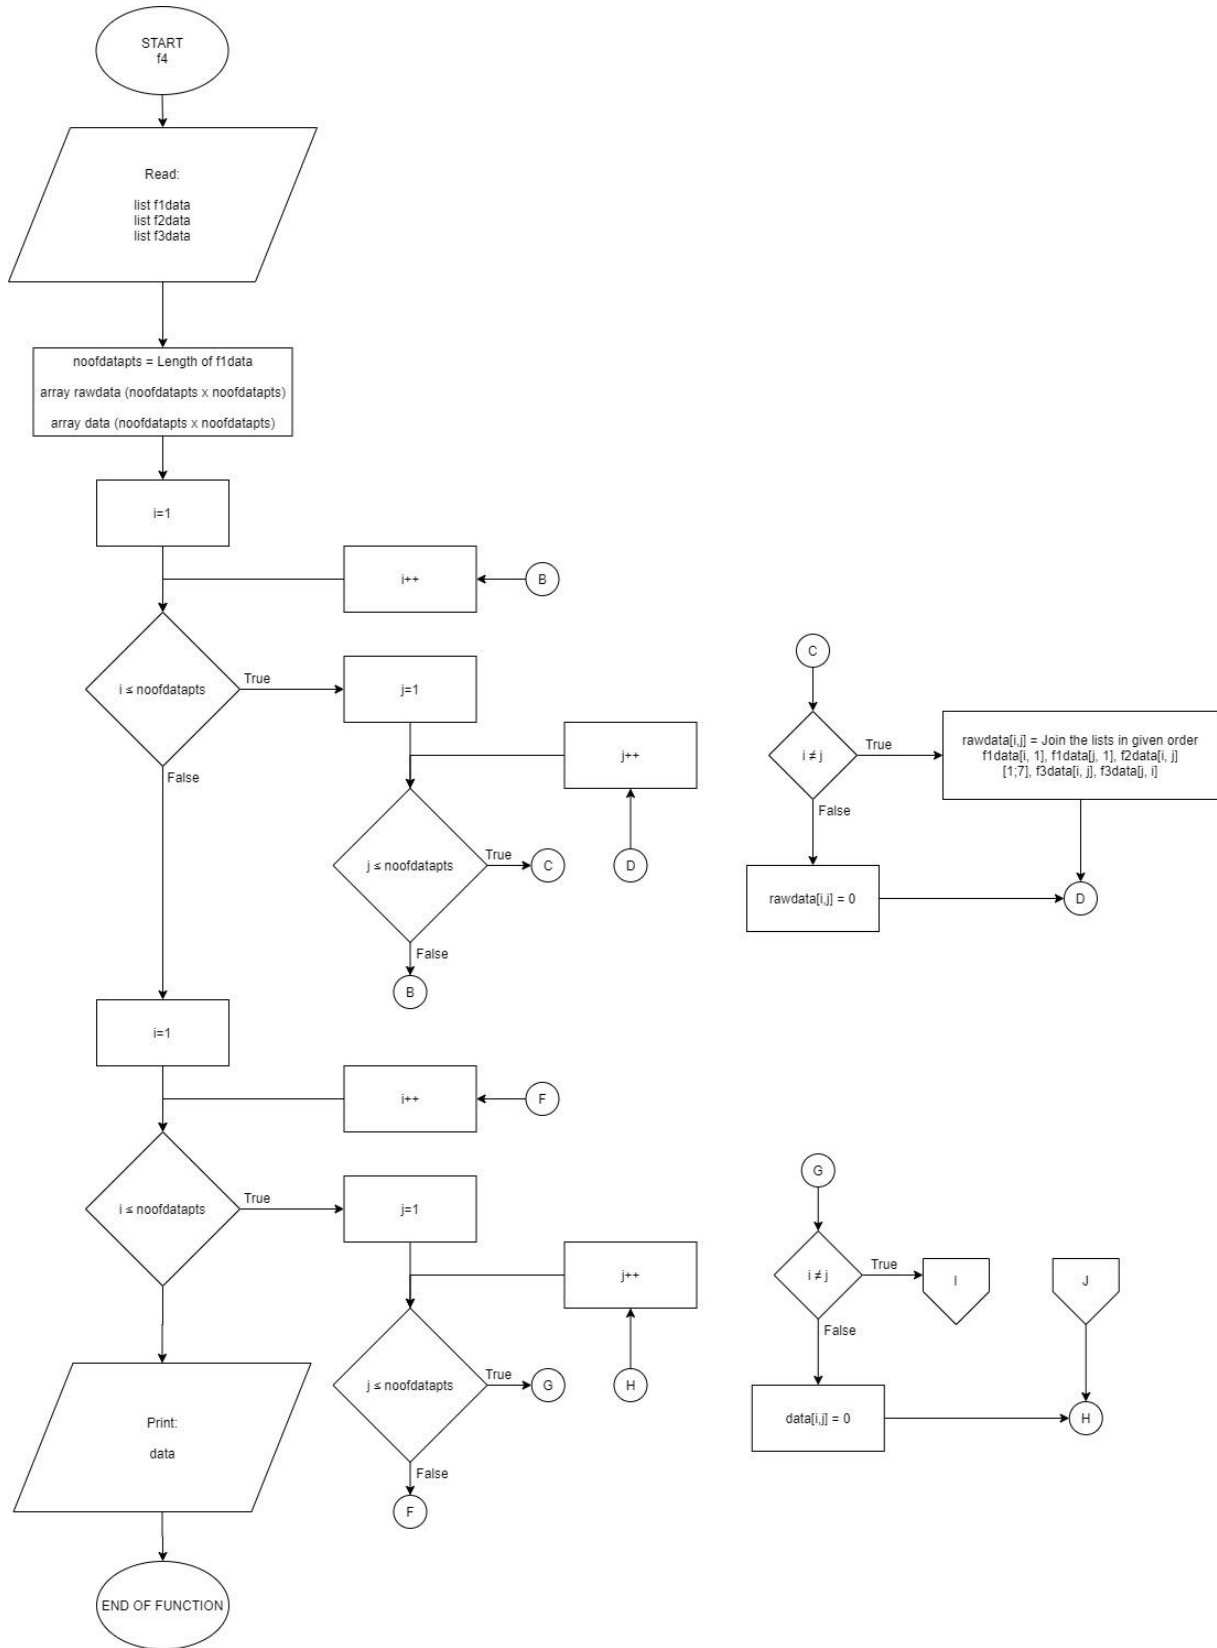 START
f4
Read:
list f1data
list f2data
list f3data
noofdatapts = Length of f1data
array rawdata (noofdatapts x noofdatapts)
array data (noofdatapts x noofdatapts)
i=1
i++
B
i ≤ noofdatapts
True
False
j=1
j++
j ≤ noofdatapts
True
C
D
False
B
C
i ≠ j
True
rawdata[i,j] = Join the lists in given order
f1data[i, 1], f1data[j, 1], f2data[i, j]
[1;7], f3data[i, j], f3data[j, i]
False
rawdata[i,j] = 0
D
i=1
i++
F
i ≤ noofdatapts
True
j=1
j++
j ≤ noofdatapts
True
G
H
False
F
G
i ≠ j
True
I
J
False
data[i,j] = 0
H
Print:
data
END OF FUNCTION